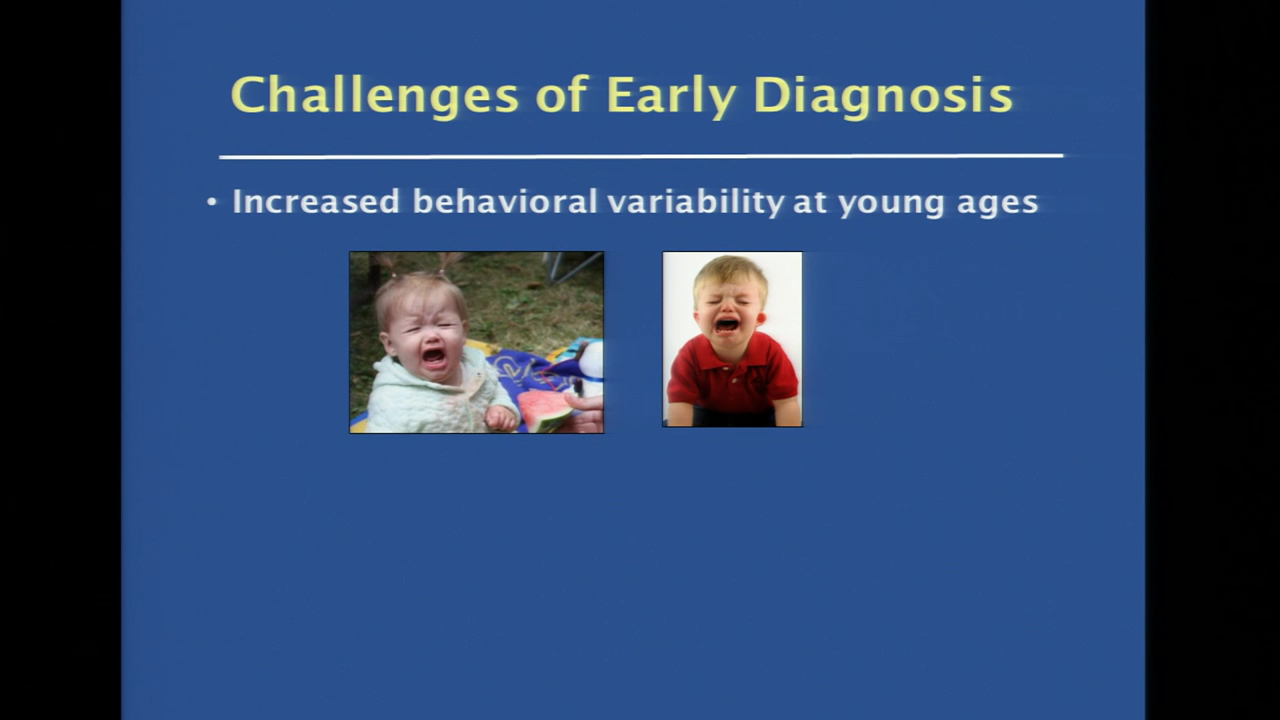 Challenges of Early Diagnosis
• Increased behavioral variability at young ages